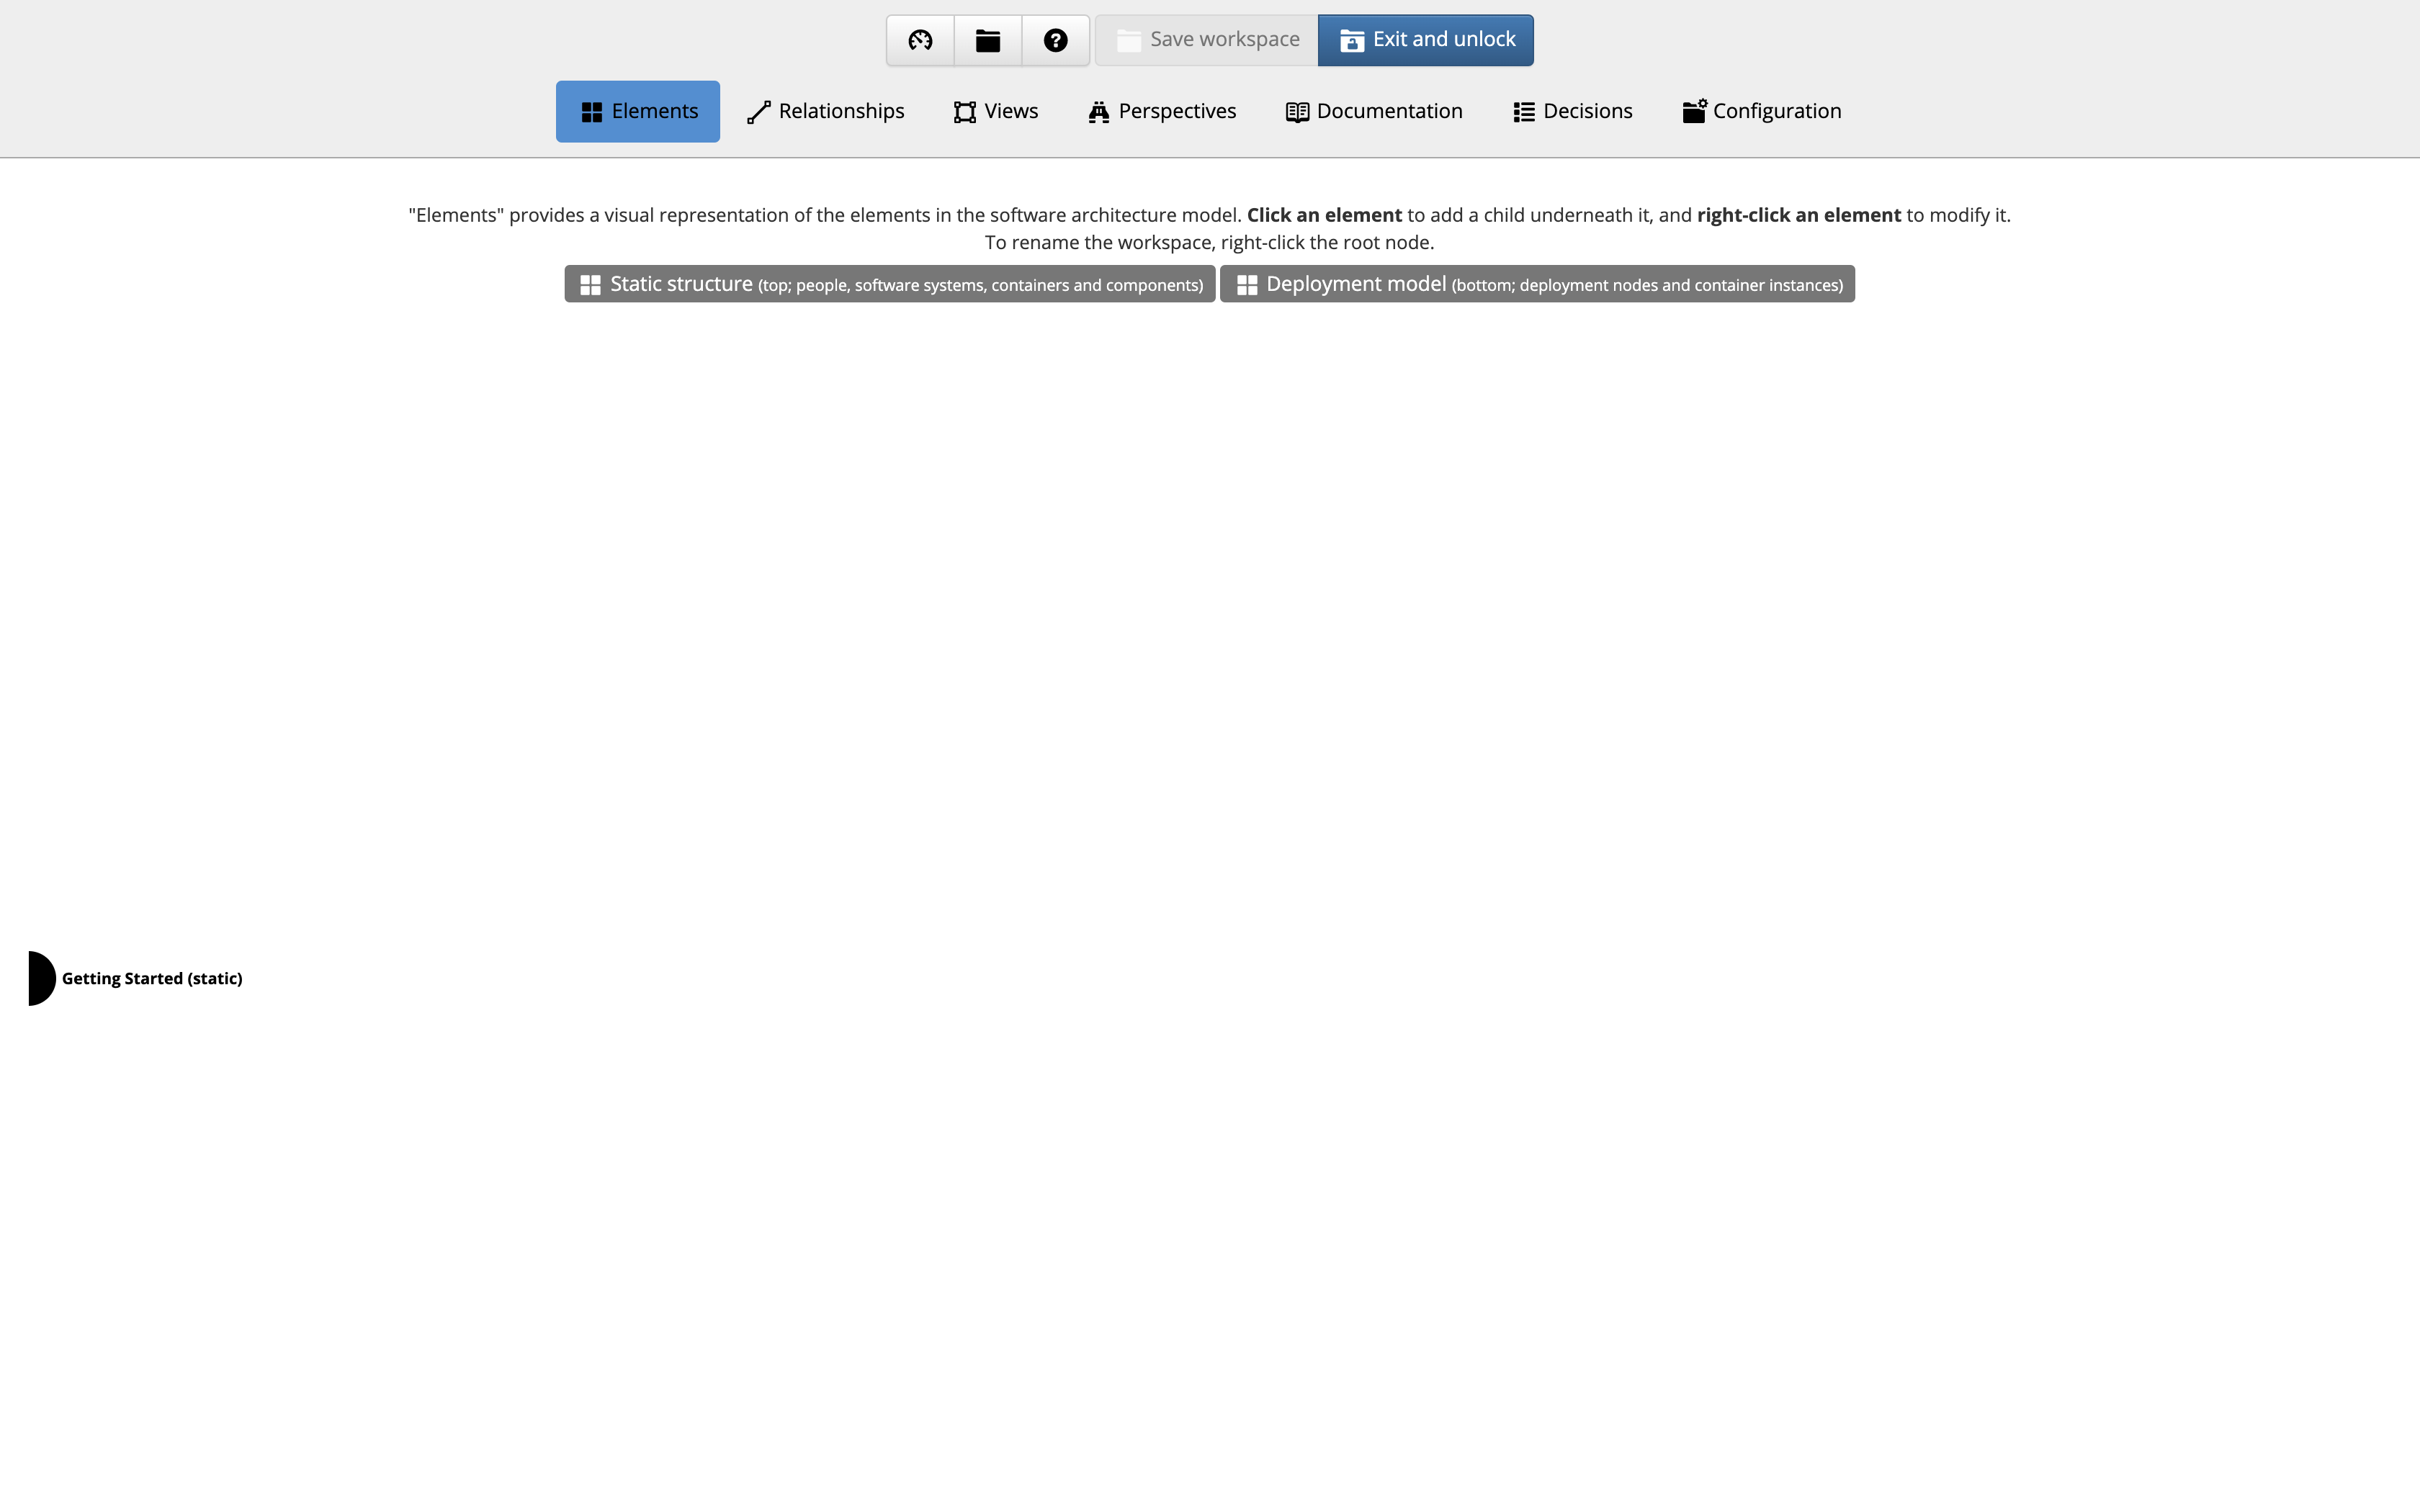 Save workspace
Exit and unlock
Elements
Relationships
Views
Perspectives
Documentation
Decisions
Configuration
"Elements" provides a visual representation of the elements in the software architecture model. Click an element to add a child underneath it, and right-click an element to modify it.
To rename the workspace, right-click the root node.
Static structure (top; people, software systems, containers and components)
Deployment model (bottom; deployment nodes and container instances)
Getting Started (static)